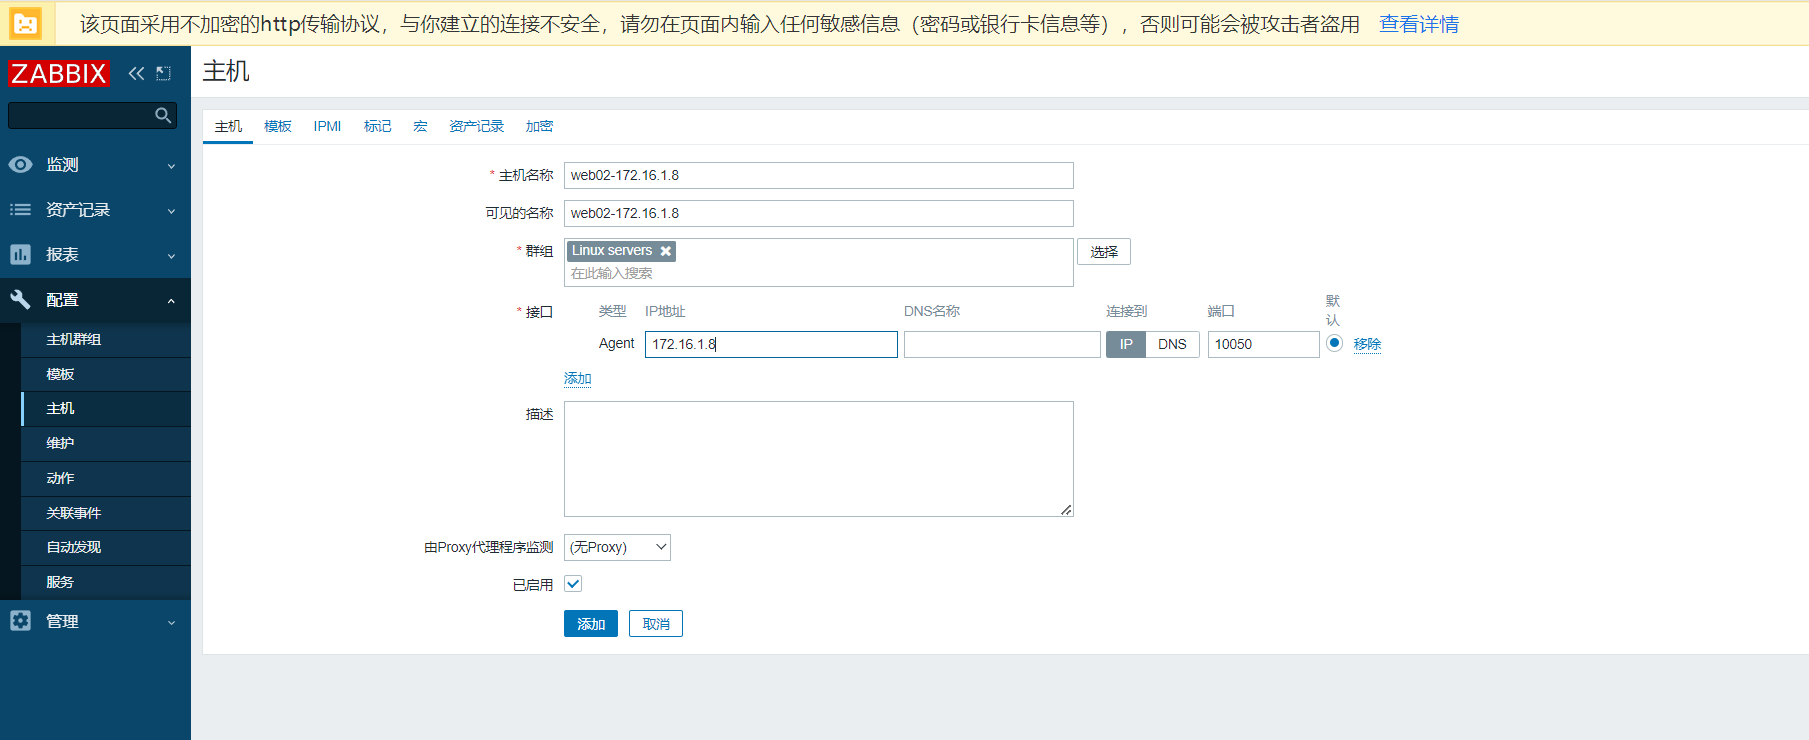 该页面采用不加密的http传输协议，与你建立的连接不安全，请勿在页面内输入任何敏感信息（密码或银行卡信息等），否则可能会被攻击者盗用 查看详情
ZABBIX
监测
资产记录
报表
配置
主机群组
模板
主机
维护
动作
关联事件
自动发现
服务
管理
主机
主机 模板 IPMI 标记 宏 资产记录 加密
* 主机名称 web02-172.16.1.8
可见的名称 web02-172.16.1.8
* 群组 Linux servers 选择
在此输入搜索
* 接口 类型 IP地址 DNS名称 连接到 端口 默认
Agent 172.16.1.8 IP DNS 10050 移除
添加
描述
由Proxy代理程序监测 (无Proxy)
已启用
添加 取消